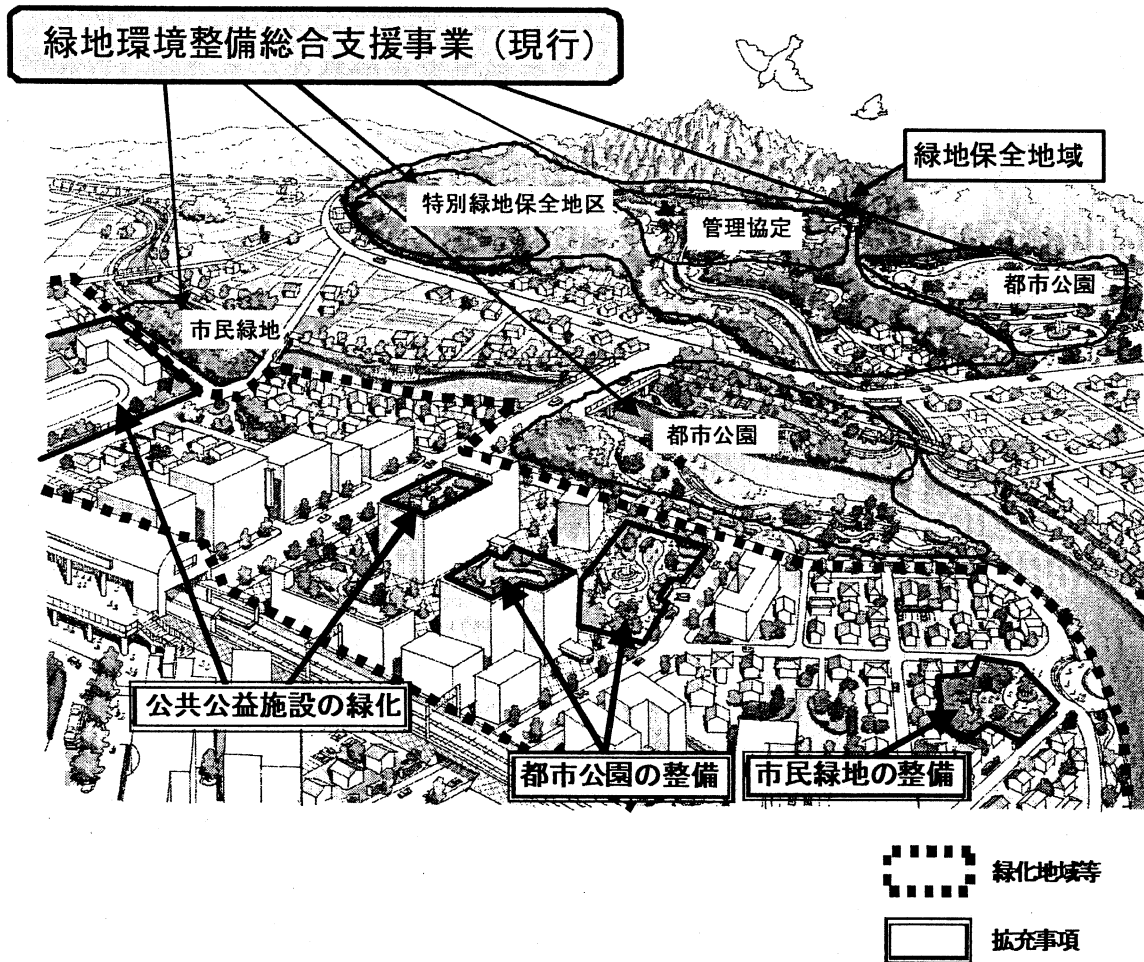 緑地環境整備総合支援事業（現行）
緑地保全地域
特別緑地保全地区
管理協定
都市公園
市民緑地
都市公園
公共公益施設の緑化
都市公園の整備
市民緑地の整備
緑化地域等
拡充事項